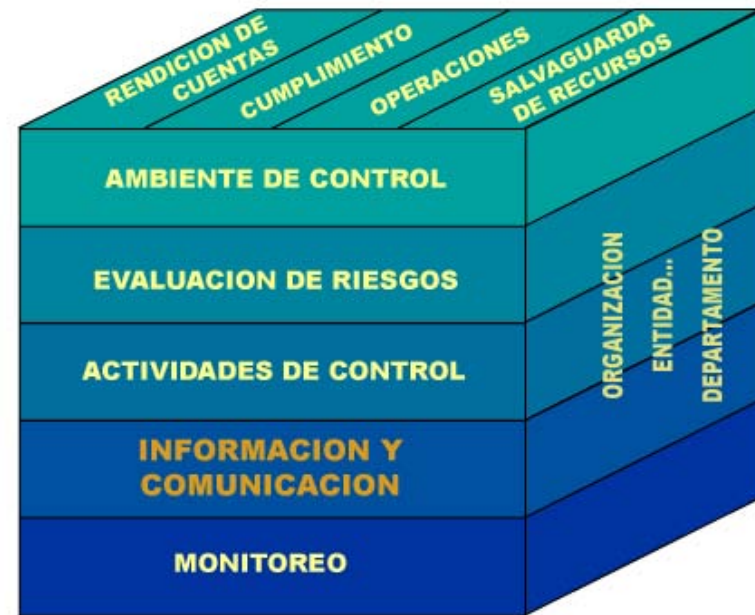 RENDICION DE
CUENTAS
CUMPLIMIENTO
OPERACIONES
SALVAGUARDA
DE RECURSOS
AMBIENTE DE CONTROL
EVALUACION DE RIESGOS
ACTIVIDADES DE CONTROL
INFORMACION Y
COMUNICACION
MONITOREO
ORGANIZACION
ENTIDAD...
DEPARTAMENTO